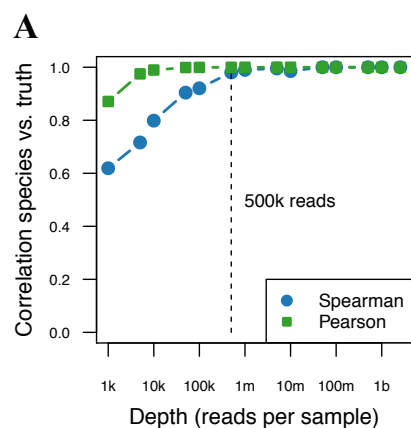 A
Correlation species vs. truth
1.0
0.8
0.6
0.4
0.2
0.0
500k reads
Spearman
Pearson
1k 10k 100k 1m 10m 100m 1b
Depth (reads per sample)